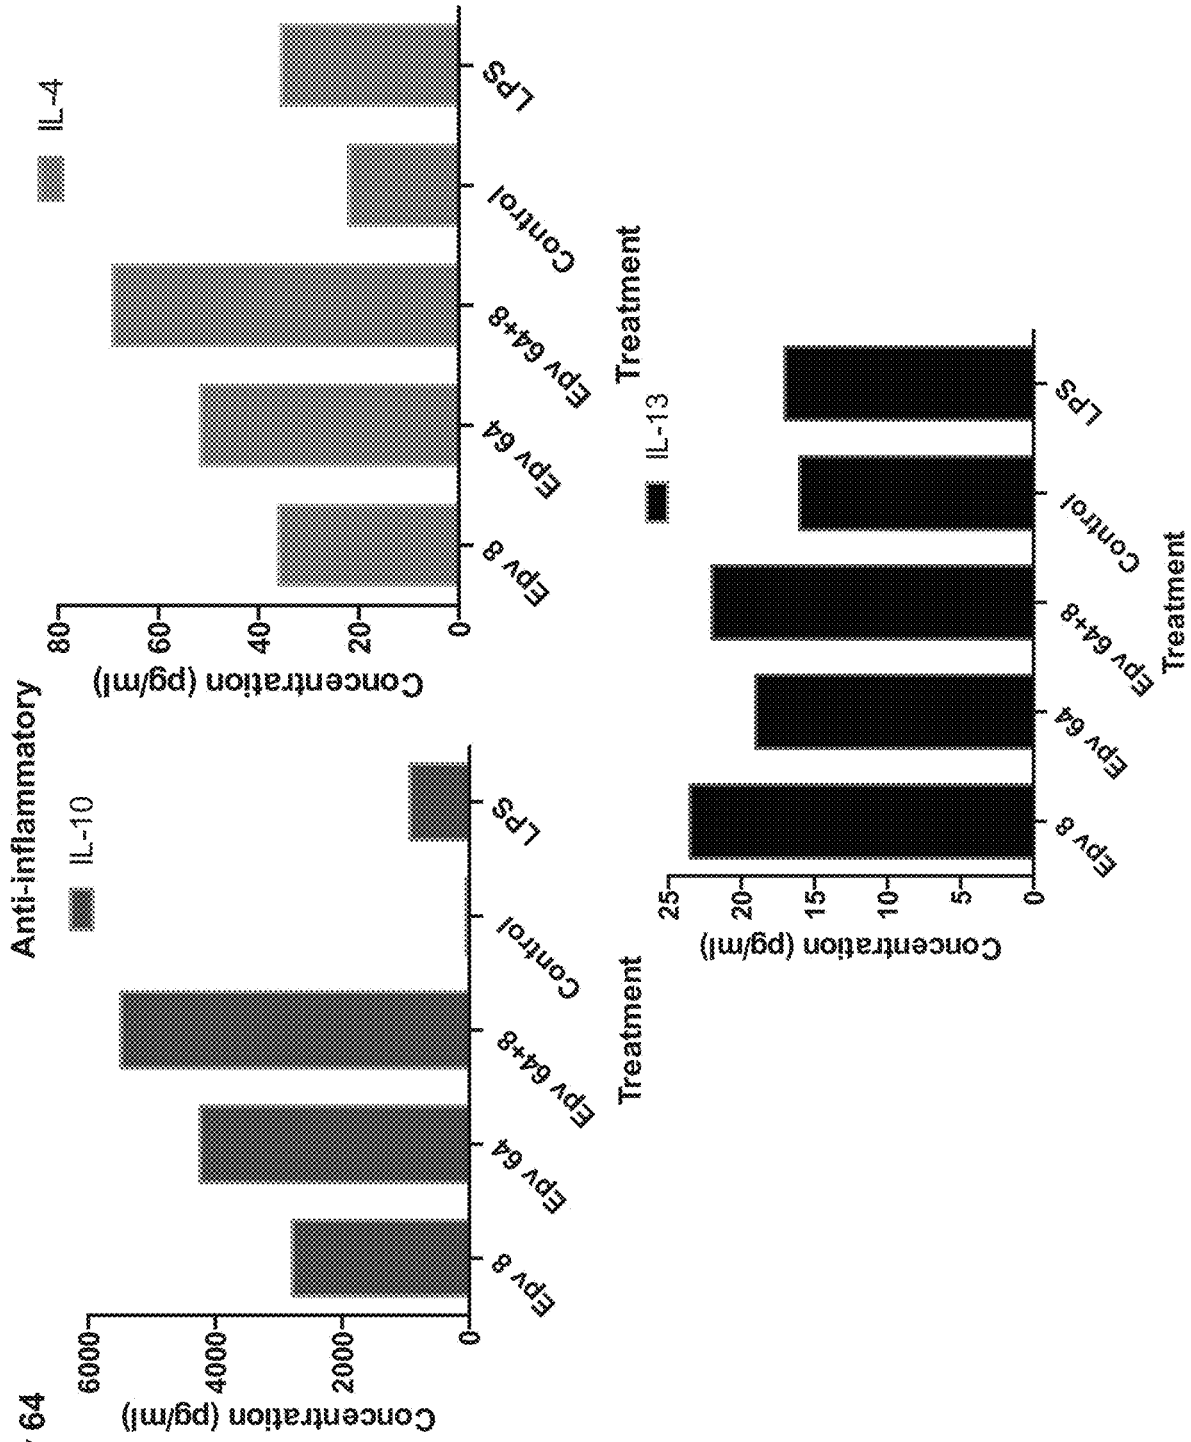 64
Anti-inflammatory
IL-10
Concentration (pg/ml)
6000
4000
2000
0
Epv 8
Epv 64
Epv 64+8
Control
LPS
Treatment
IL-4
Concentration (pg/ml)
80
60
40
20
0
Epv 8
Epv 64
Epv 64+8
Control
LPS
Treatment
IL-13
Concentration (pg/ml)
25
20
15
10
5
0
Epv 8
Epv 64
Epv 64+8
Control
LPS
Treatment